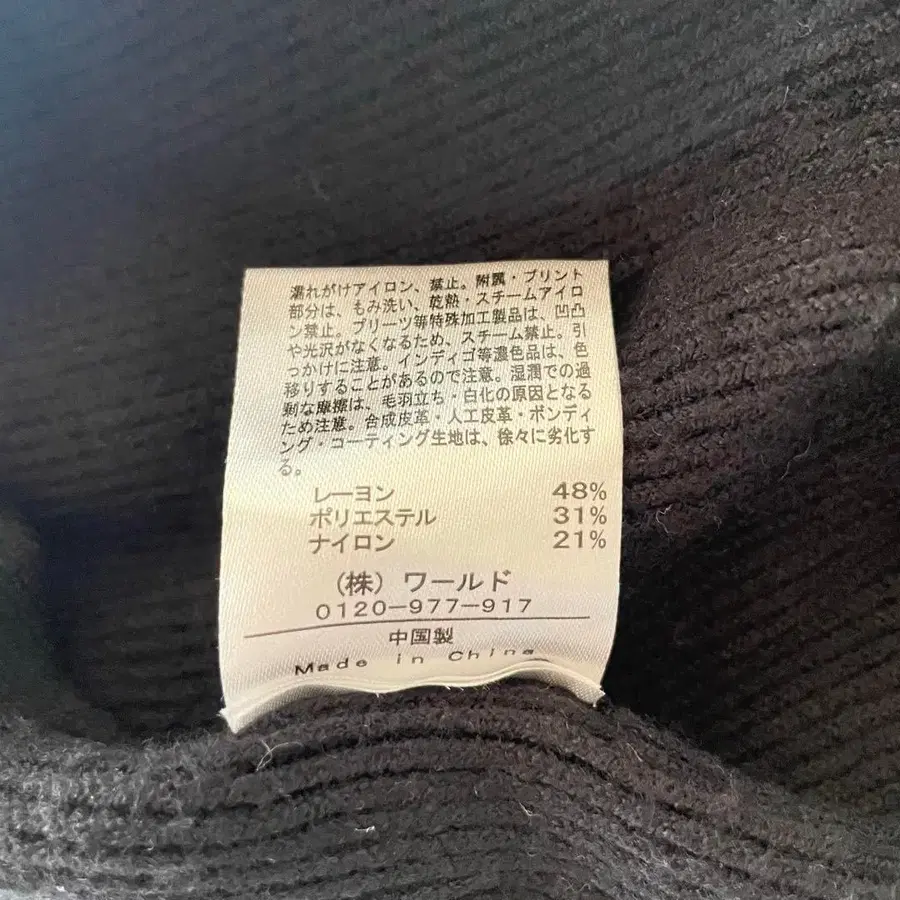 濡れがけアイロン、禁止。附属・プリント
部分は、もみ洗い、乾熱・スチームアイロ
ン禁止。プリーツ等特殊加工製品は、凹凸
や光沢がなくなるため、スチーム禁止。引
っかけに注意。インディゴ等濃色品は、色
移りすることがあるので注意。湿潤での過
剰な摩擦は、毛羽立ち・白化の原因となる
ため注意。合成皮革・人工皮革・ボンディ
ング・コーティング生地は、徐々に劣化す
る。
レーヨン 48%
ポリエステル 31%
ナイロン 21%
(株) ワールド
0120-977-917
中国製
Made in China